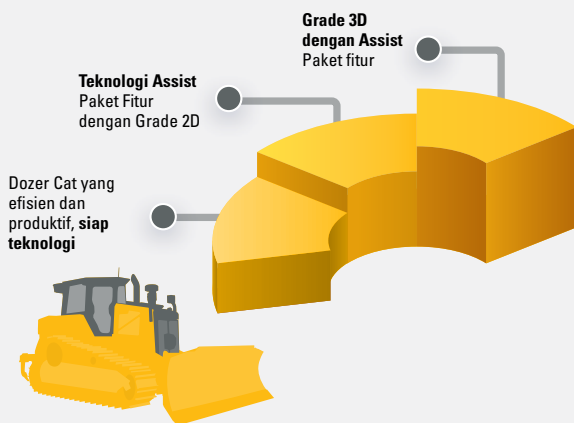 Grade 3D
dengan Assist
Paket fitur
Teknologi Assist
Paket Fitur
dengan Grade 2D
Dozer Cat yang
efisien dan
produktif, siap
teknologi